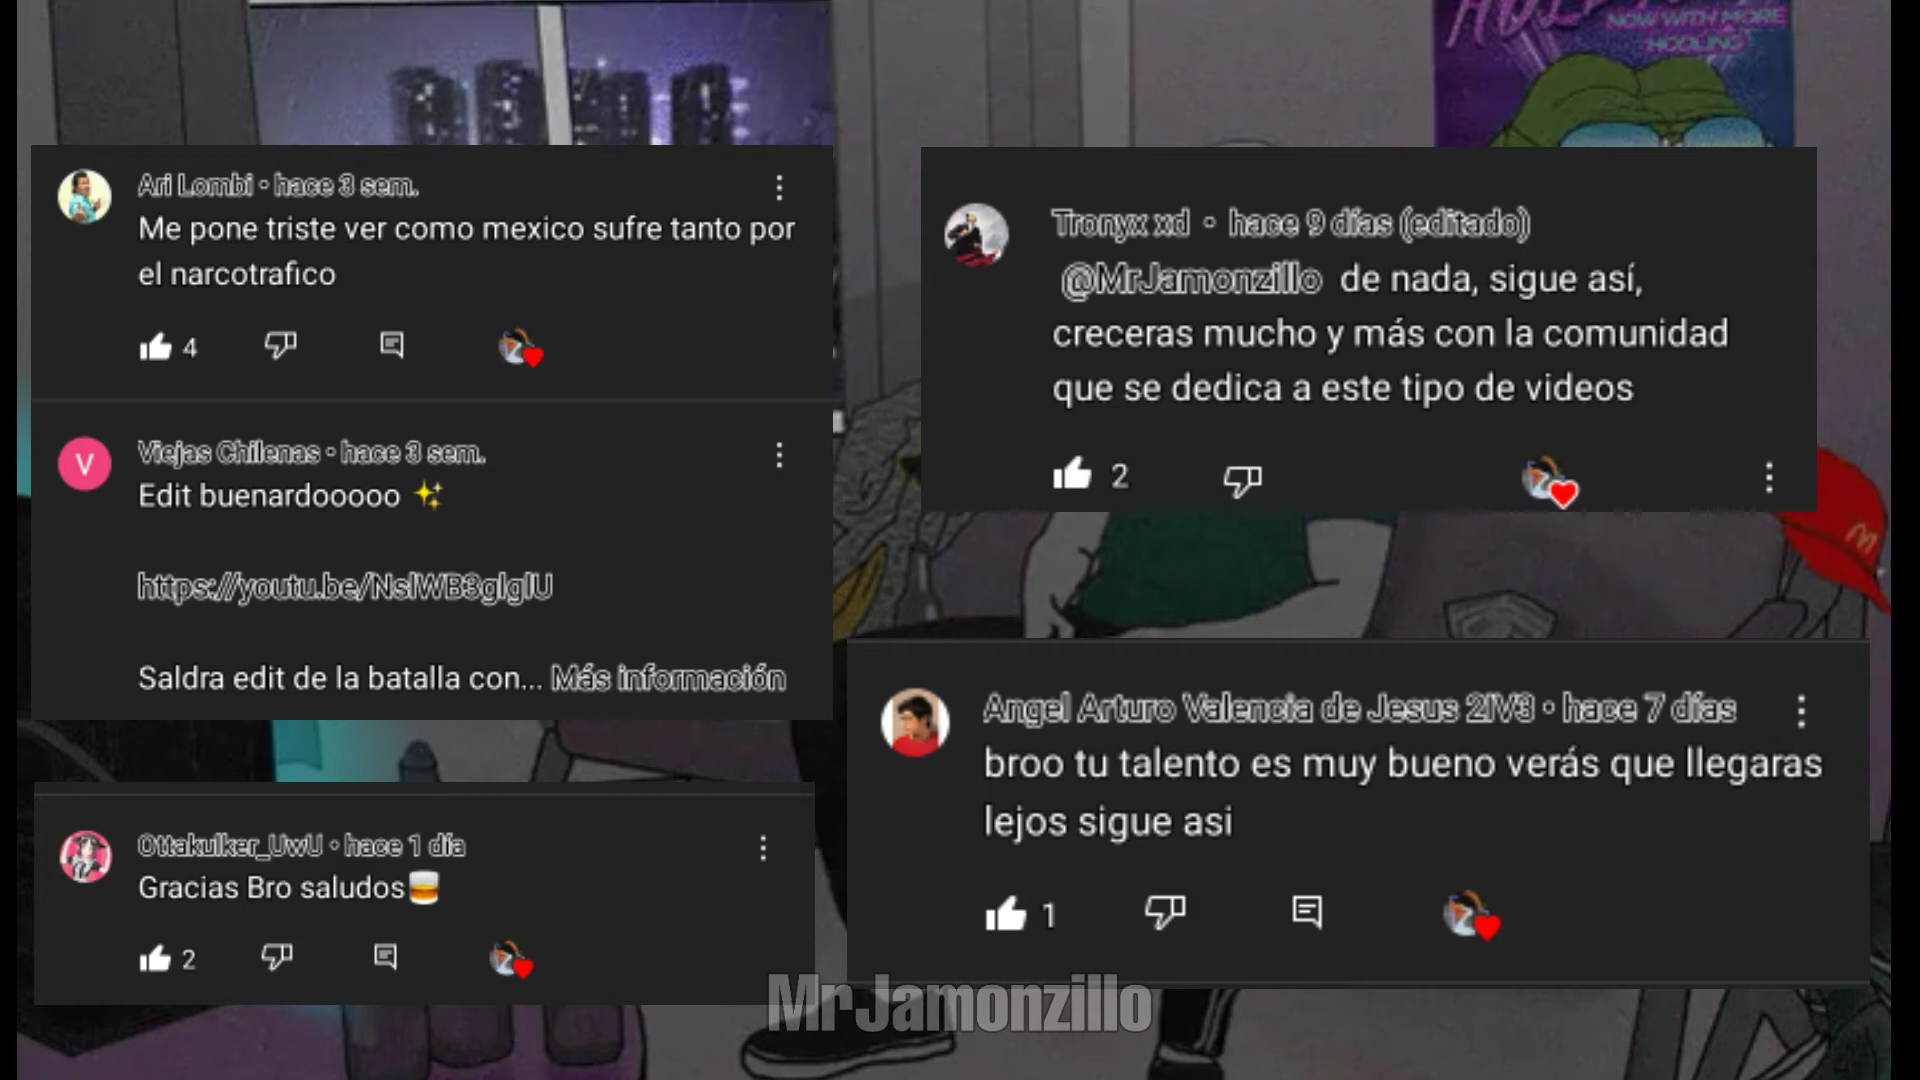 NOW WITH MORE
Ari Lombi • hace 3 sem.
Me pone triste ver como mexico sufre tanto por
el narcotrafico
4
Viejas Chilenas • hace 3 sem.
V
Edit buenardooooo ✨
https://youtu.be/NslWB3glglU
Saldra edit de la batalla con... Más información
Ottakulker_UwU • hace 1 día
Gracias Bro saludos🥃
2
Tronyx xd • hace 9 días (editado)
@MrJamonzillo de nada, sigue así,
creceras mucho y más con la comunidad
que se dedica a este tipo de videos
2
Angel Arturo Valencia de Jesus 2IV3 • hace 7 días
broo tu talento es muy bueno verás que llegaras
lejos sigue asi
1
MrJamonzillo